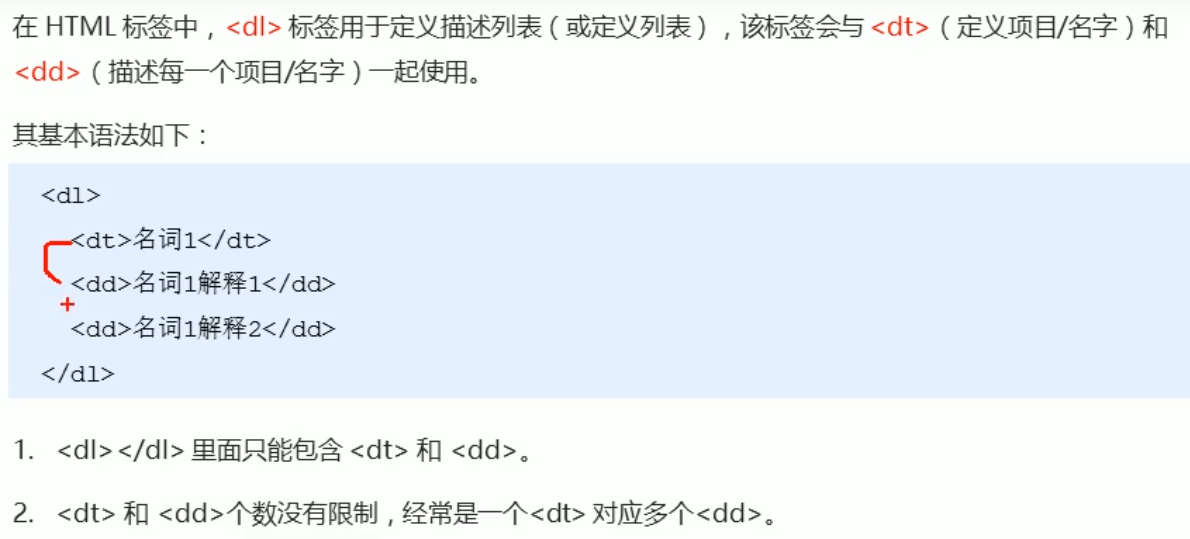 在 HTML 标签中，<dl> 标签用于定义描述列表（或定义列表），该标签会与 <dt>（定义项目/名字）和
<dd>（描述每一个项目/名字）一起使用。
其基本语法如下：
<dl>
<dt>名词1</dt>
<dd>名词1解释1</dd>
<dd>名词1解释2</dd>
</dl>
1. <dl></dl> 里面只能包含 <dt> 和 <dd>。
2. <dt> 和 <dd>个数没有限制，经常是一个<dt> 对应多个<dd>。